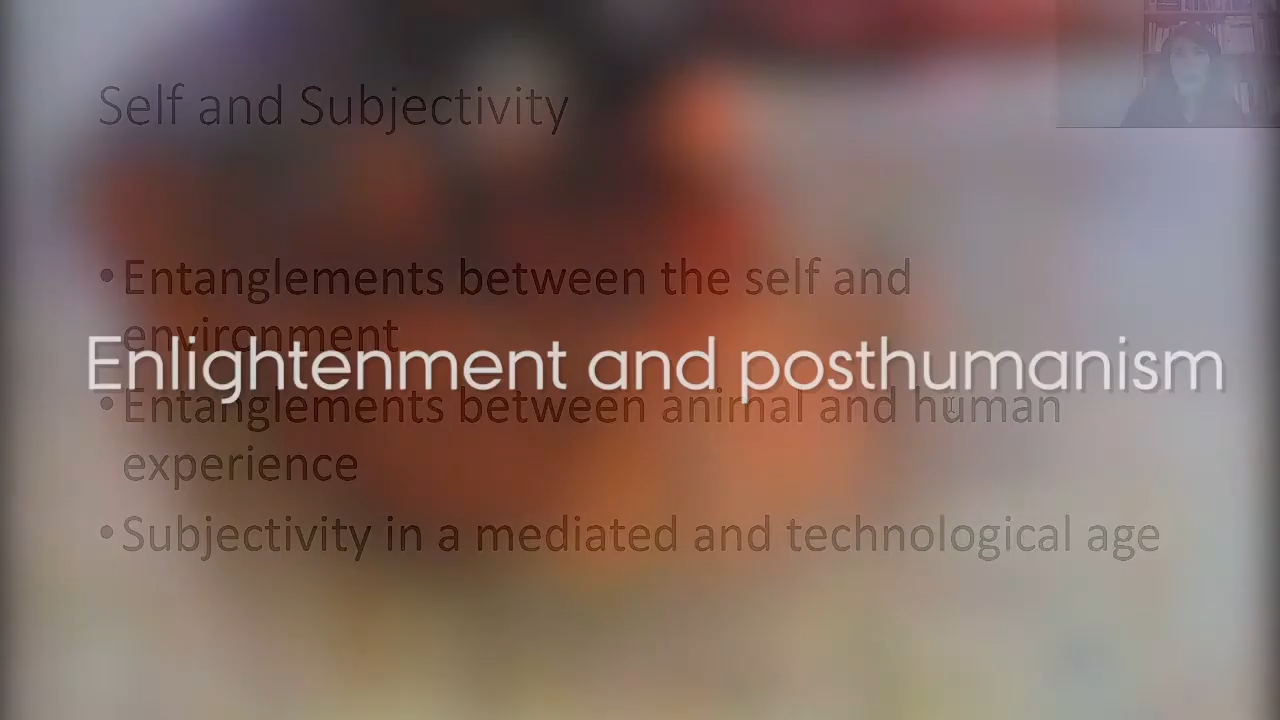 Self and Subjectivity
• Entanglements between the self and
environment
Enlightenment and posthumanism
• Entanglements between animal and human
experience
• Subjectivity in a mediated and technological age